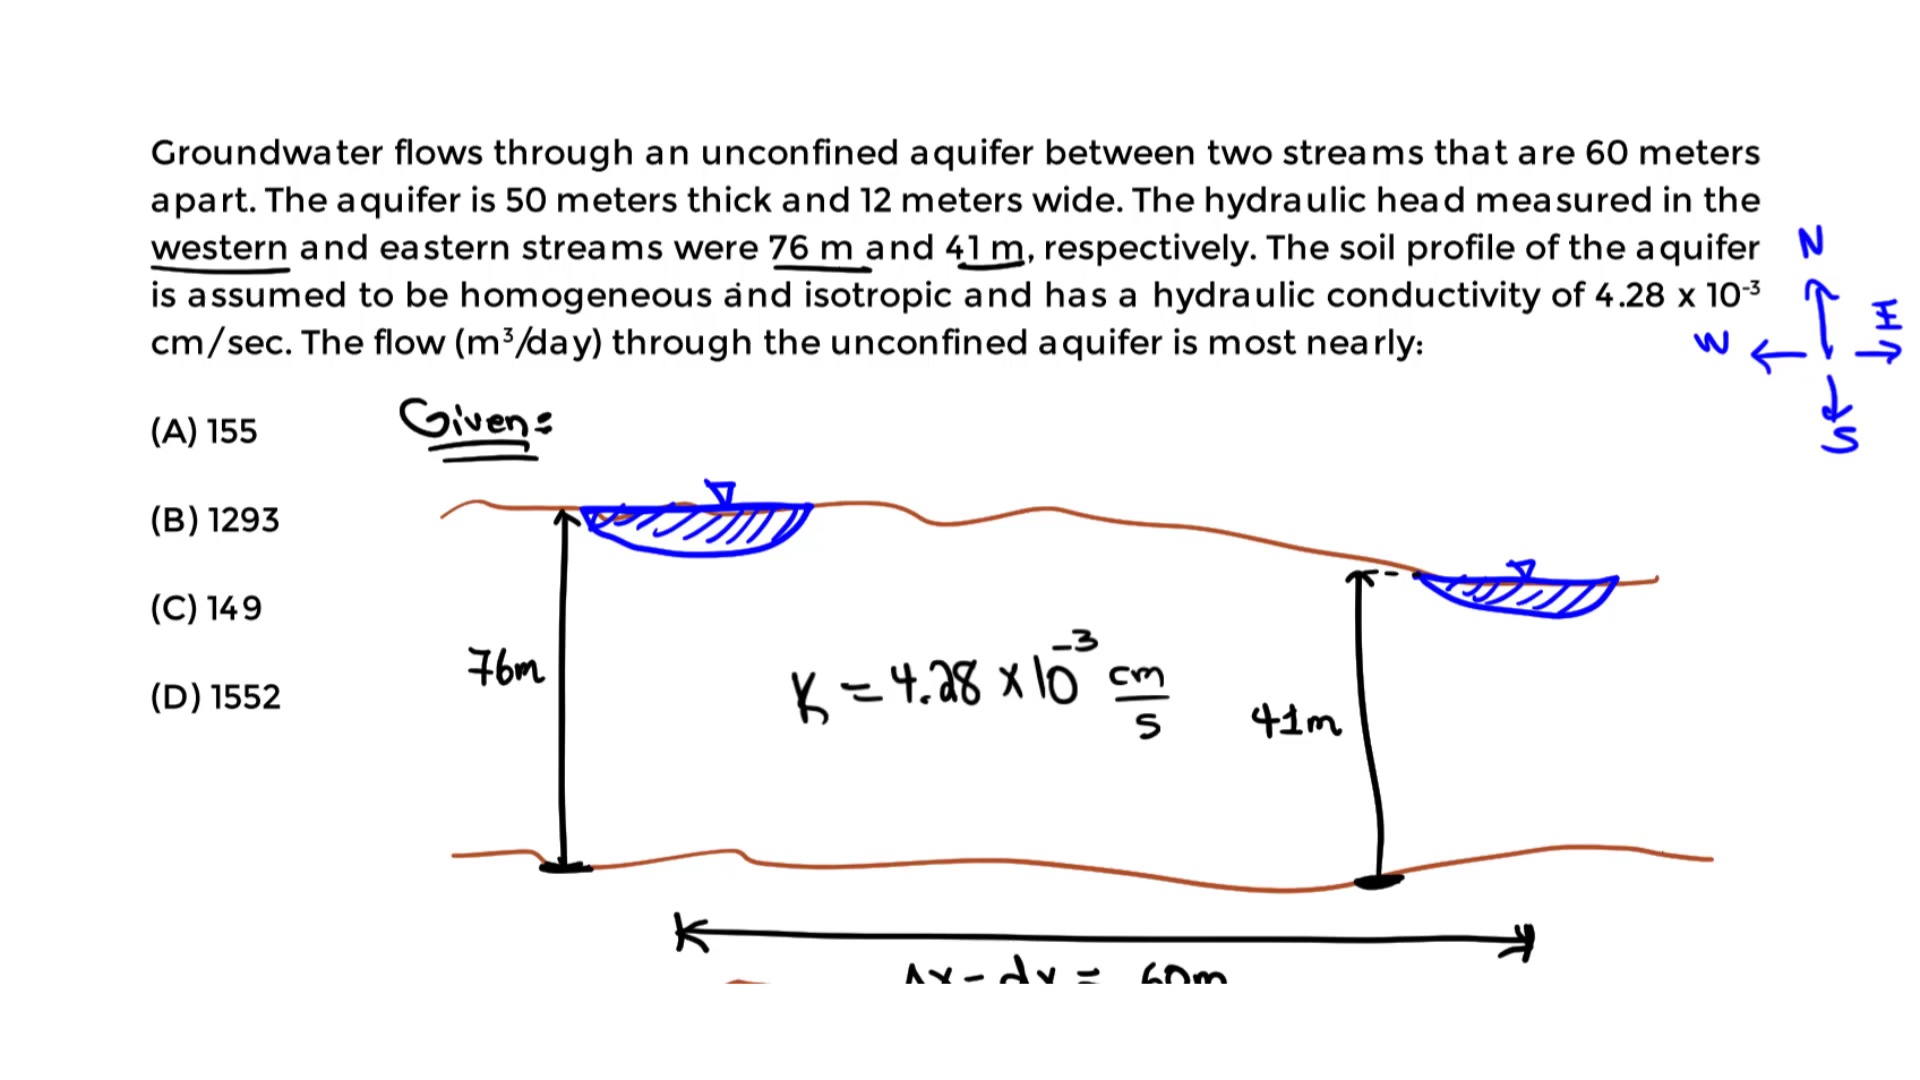 Groundwater flows through an unconfined aquifer between two streams that are 60 meters
apart. The aquifer is 50 meters thick and 12 meters wide. The hydraulic head measured in the
western and eastern streams were 76 m and 41 m, respectively. The soil profile of the aquifer
is assumed to be homogeneous and isotropic and has a hydraulic conductivity of 4.28 x 10⁻³
cm/sec. The flow (m³/day) through the unconfined aquifer is most nearly:
N
W E
S
(A) 155
Given:
(B) 1293
(C) 149
(D) 1552
76m
K = 4.28 x 10⁻³ cm/s
41m
Δx = dx = 60m